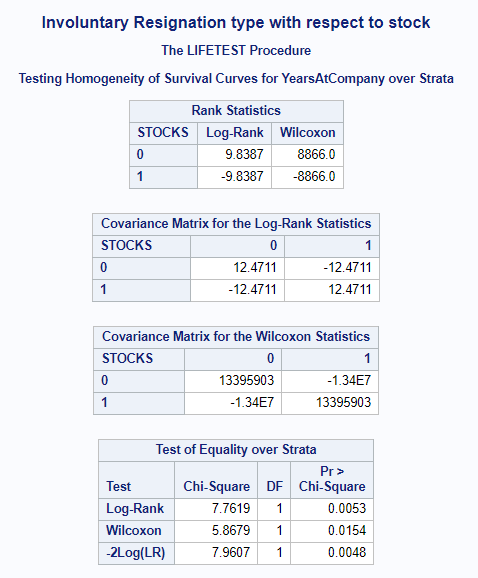 Involuntary Resignation type with respect to stock
The LIFETEST Procedure
Testing Homogeneity of Survival Curves for YearsAtCompany over Strata
Rank Statistics
STOCKS Log-Rank Wilcoxon
0 9.8387 8866.0
1 -9.8387 -8866.0
Covariance Matrix for the Log-Rank Statistics
STOCKS 0 1
0 12.4711 -12.4711
1 -12.4711 12.4711
Covariance Matrix for the Wilcoxon Statistics
STOCKS 0 1
0 13395903 -1.34E7
1 -1.34E7 13395903
Test of Equality over Strata
Test Chi-Square DF Pr > Chi-Square
Log-Rank 7.7619 1 0.0053
Wilcoxon 5.8679 1 0.0154
-2Log(LR) 7.9607 1 0.0048